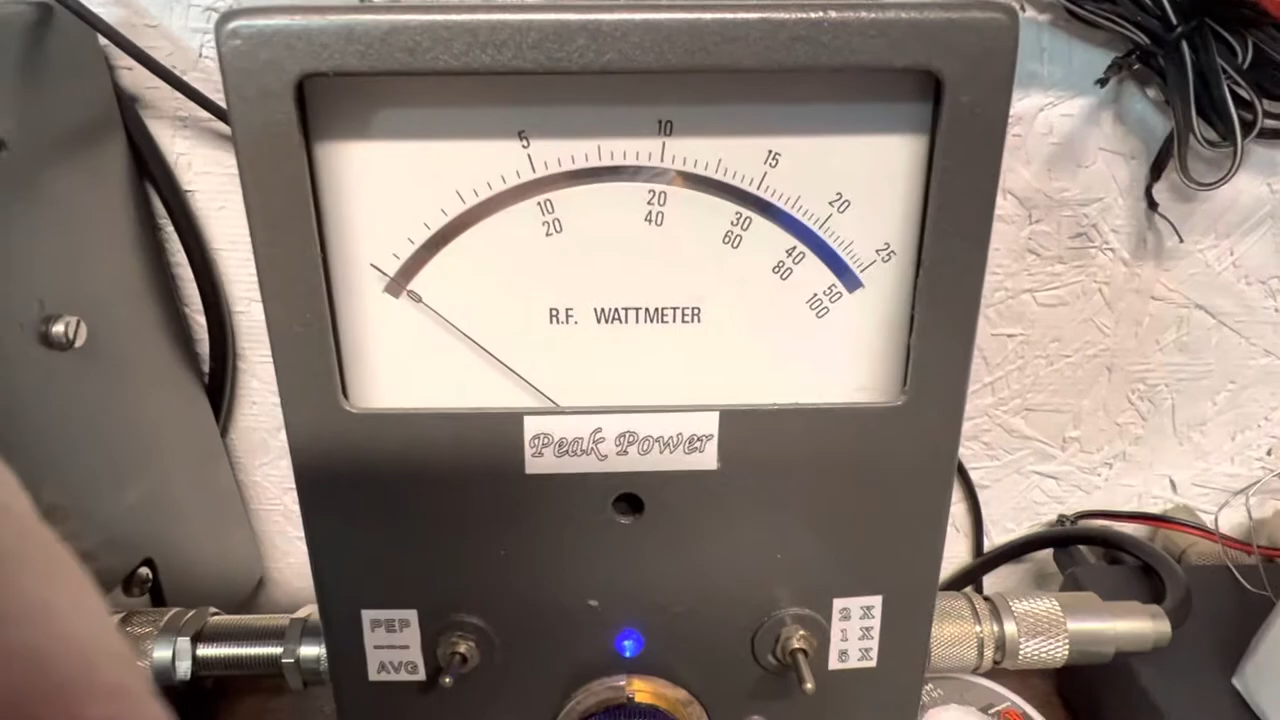 5 10 15 20 25
0 10 20 30 40 50
20 40 60 80 100
R.F. WATTMETER
Peak Power
PEP
AVG
2 X
1 X
5 X